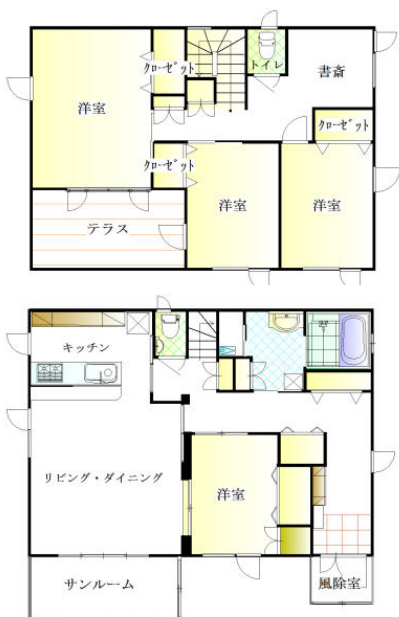 クローゼット
トイレ
書斎
洋室
クローゼット
クローゼット
洋室
洋室
テラス
キッチン
リビング・ダイニング
洋室
サンルーム
風除室